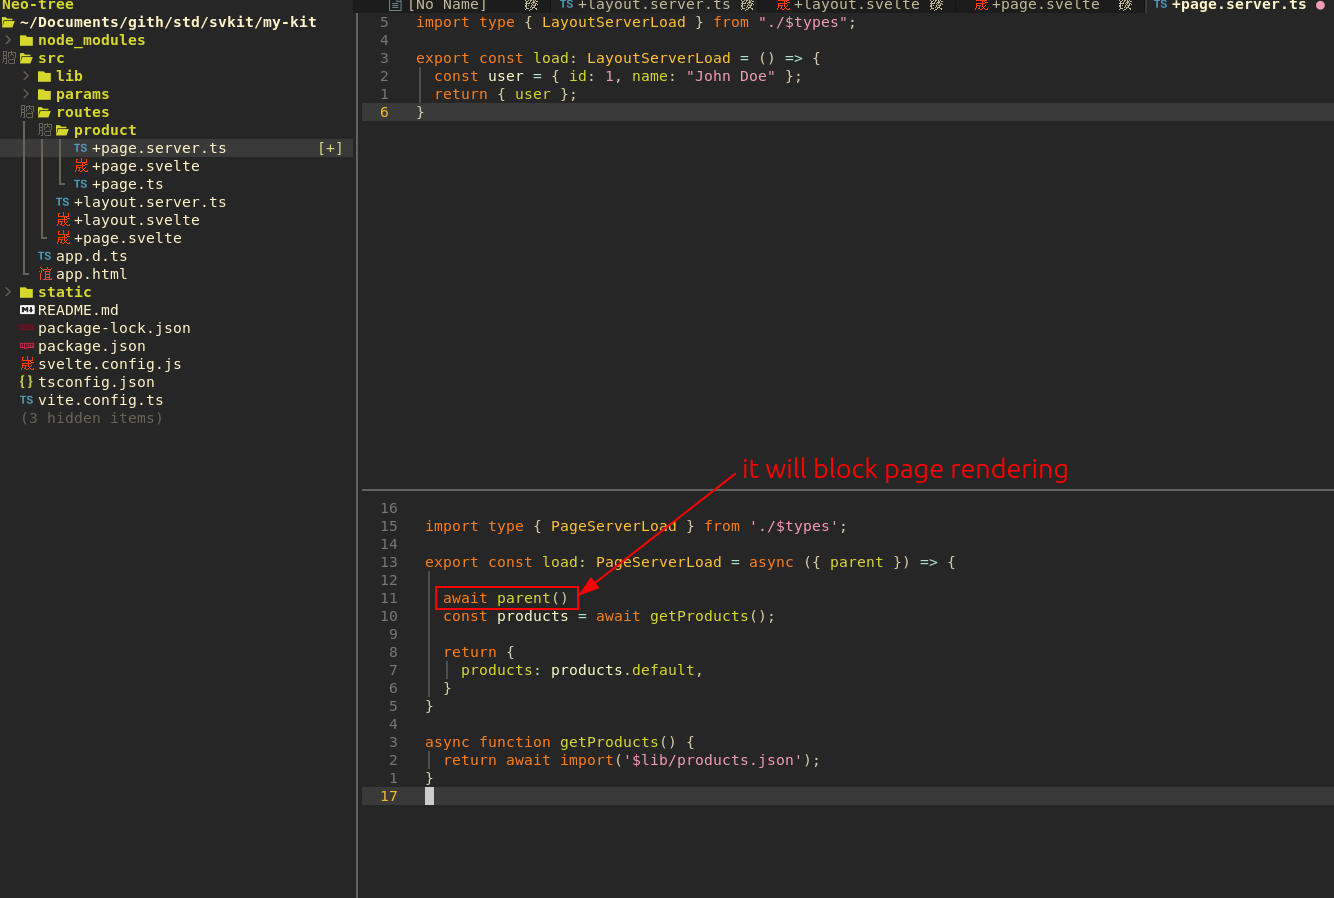 Neo-tree
~/Documents/gith/std/svkit/my-kit
node_modules
src
lib
params
routes
product
TS +page.server.ts [+]
+page.svelte
TS +page.ts
TS +layout.server.ts
+layout.svelte
+page.svelte
TS app.d.ts
app.html
static
README.md
package-lock.json
package.json
svelte.config.js
{} tsconfig.json
TS vite.config.ts
(3 hidden items)
[No Name] TS +layout.server.ts +layout.svelte +page.svelte TS +page.server.ts
5 import type { LayoutServerLoad } from "./$types";
4
3 export const load: LayoutServerLoad = () => {
2 const user = { id: 1, name: "John Doe" };
1 return { user };
6 }
it will block page rendering
16
15 import type { PageServerLoad } from './$types';
14
13 export const load: PageServerLoad = async ({ parent }) => {
12
11 await parent()
10 const products = await getProducts();
9
8 return {
7 products: products.default,
6 }
5 }
4
3 async function getProducts() {
2 return await import('$lib/products.json');
1 }
17